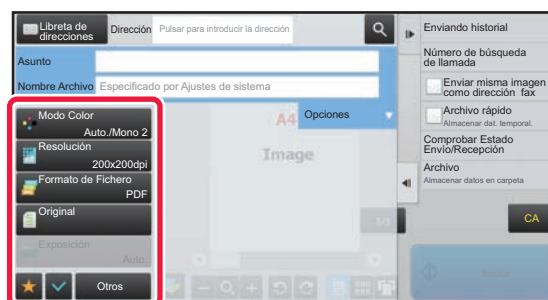 Libreta de
direcciones
Dirección
Pulsar para introducir la dirección
Asunto
Nombre Archivo
Especificado por Ajustes de sistema
Modo Color
Auto./Mono 2
Resolución
200x200dpi
Formato de Fichero
PDF
Original
Exposición
Auto.
Otros
A4
Opciones
Image
1/1
Enviando historial
Número de búsqueda
de llamada
Enviar misma imagen
como dirección fax
Archivo rápido
Almacenar dat. temporal.
Comprobar Estado
Envío/Recepción
Archivo
Almacenar datos en carpeta
CA